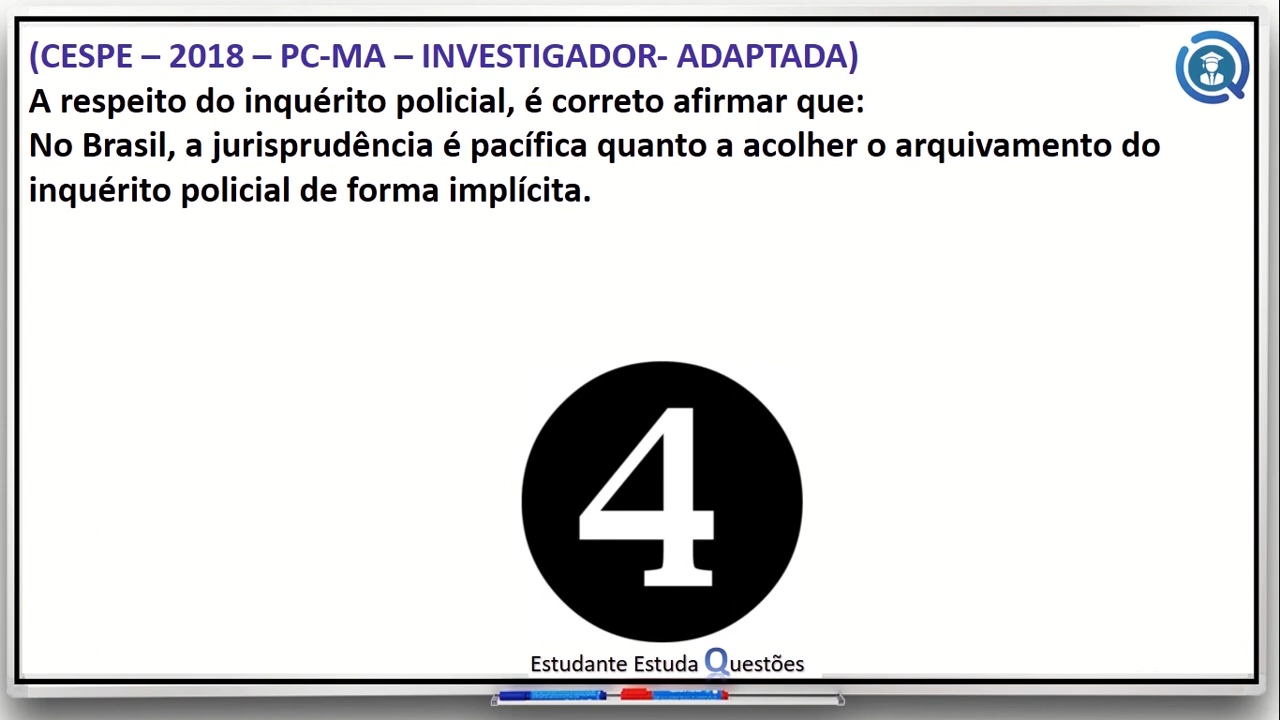 (CESPE – 2018 – PC-MA – INVESTIGADOR- ADAPTADA)
A respeito do inquérito policial, é correto afirmar que:
No Brasil, a jurisprudência é pacífica quanto a acolher o arquivamento do
inquérito policial de forma implícita.
4
Estudante Estuda Questões